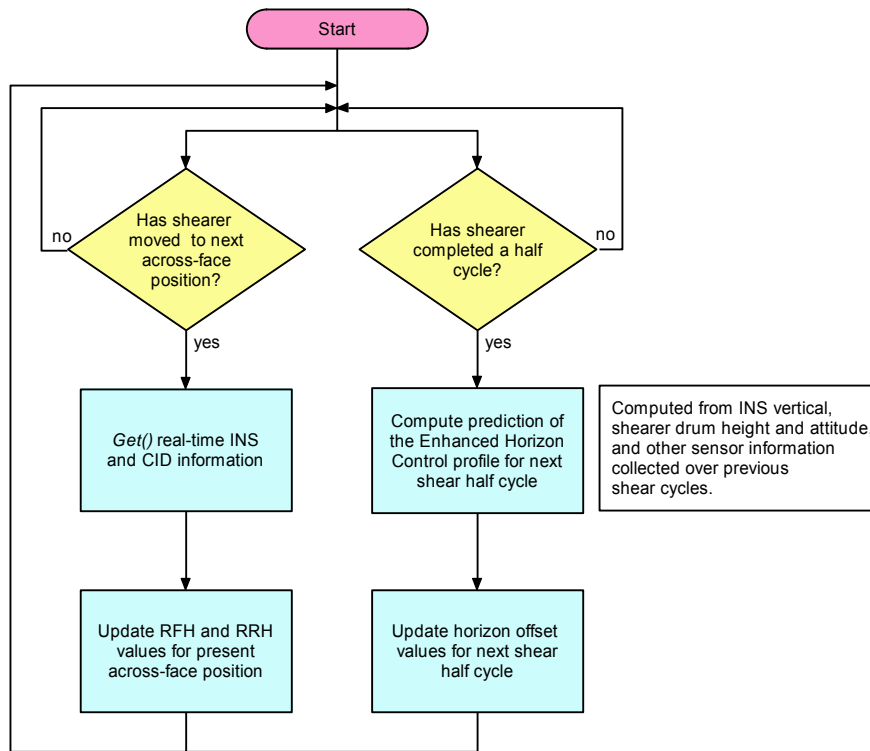 Start
Has shearer
moved to next
across-face
position?
no
yes
Has shearer
completed a half
cycle?
no
yes
Get() real-time INS
and CID information
Compute prediction of
the Enhanced Horizon
Control profile for next
shear half cycle
Computed from INS vertical,
shearer drum height and attitude,
and other sensor information
collected over previous
shear cycles.
Update RFH and RRH
values for present
across-face position
Update horizon offset
values for next shear
half cycle